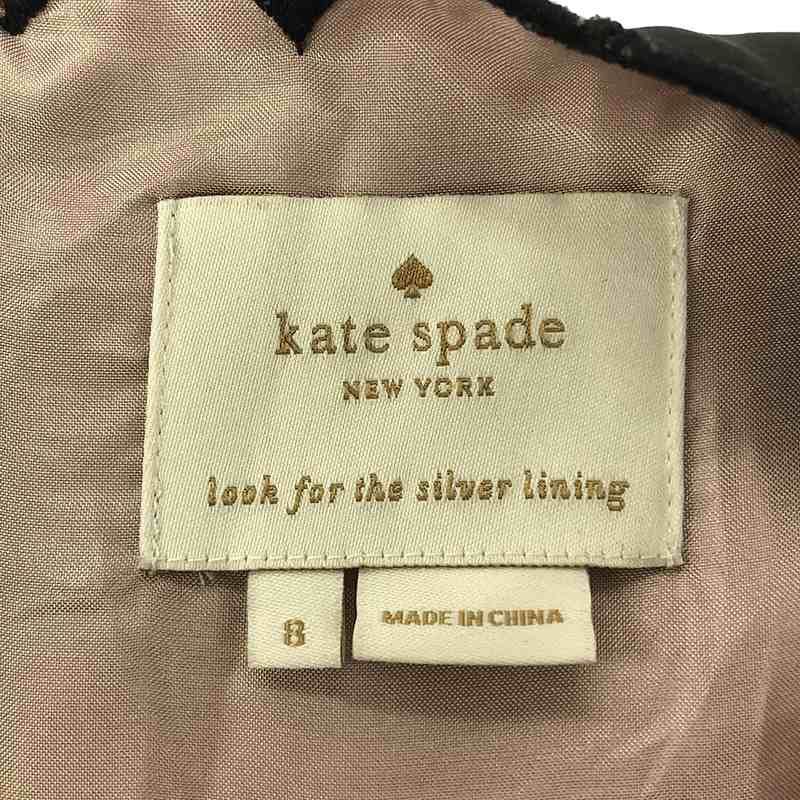 kate spade
NEW YORK
look for the silver lining
8
MADE IN CHINA